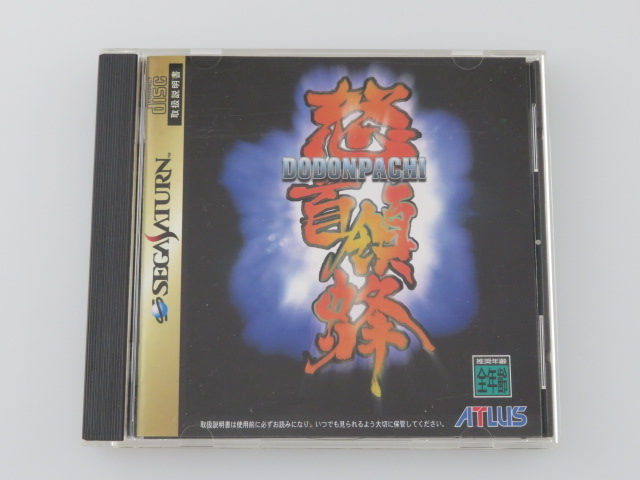 disc
取扱説明書
SEGA SATURN™
怒首領蜂
DODONPACHI
推奨年齢
全年齢
ATLUS
取扱説明書は使用前に必ずお読みになり、いつでも見られるよう大切に保管してください。